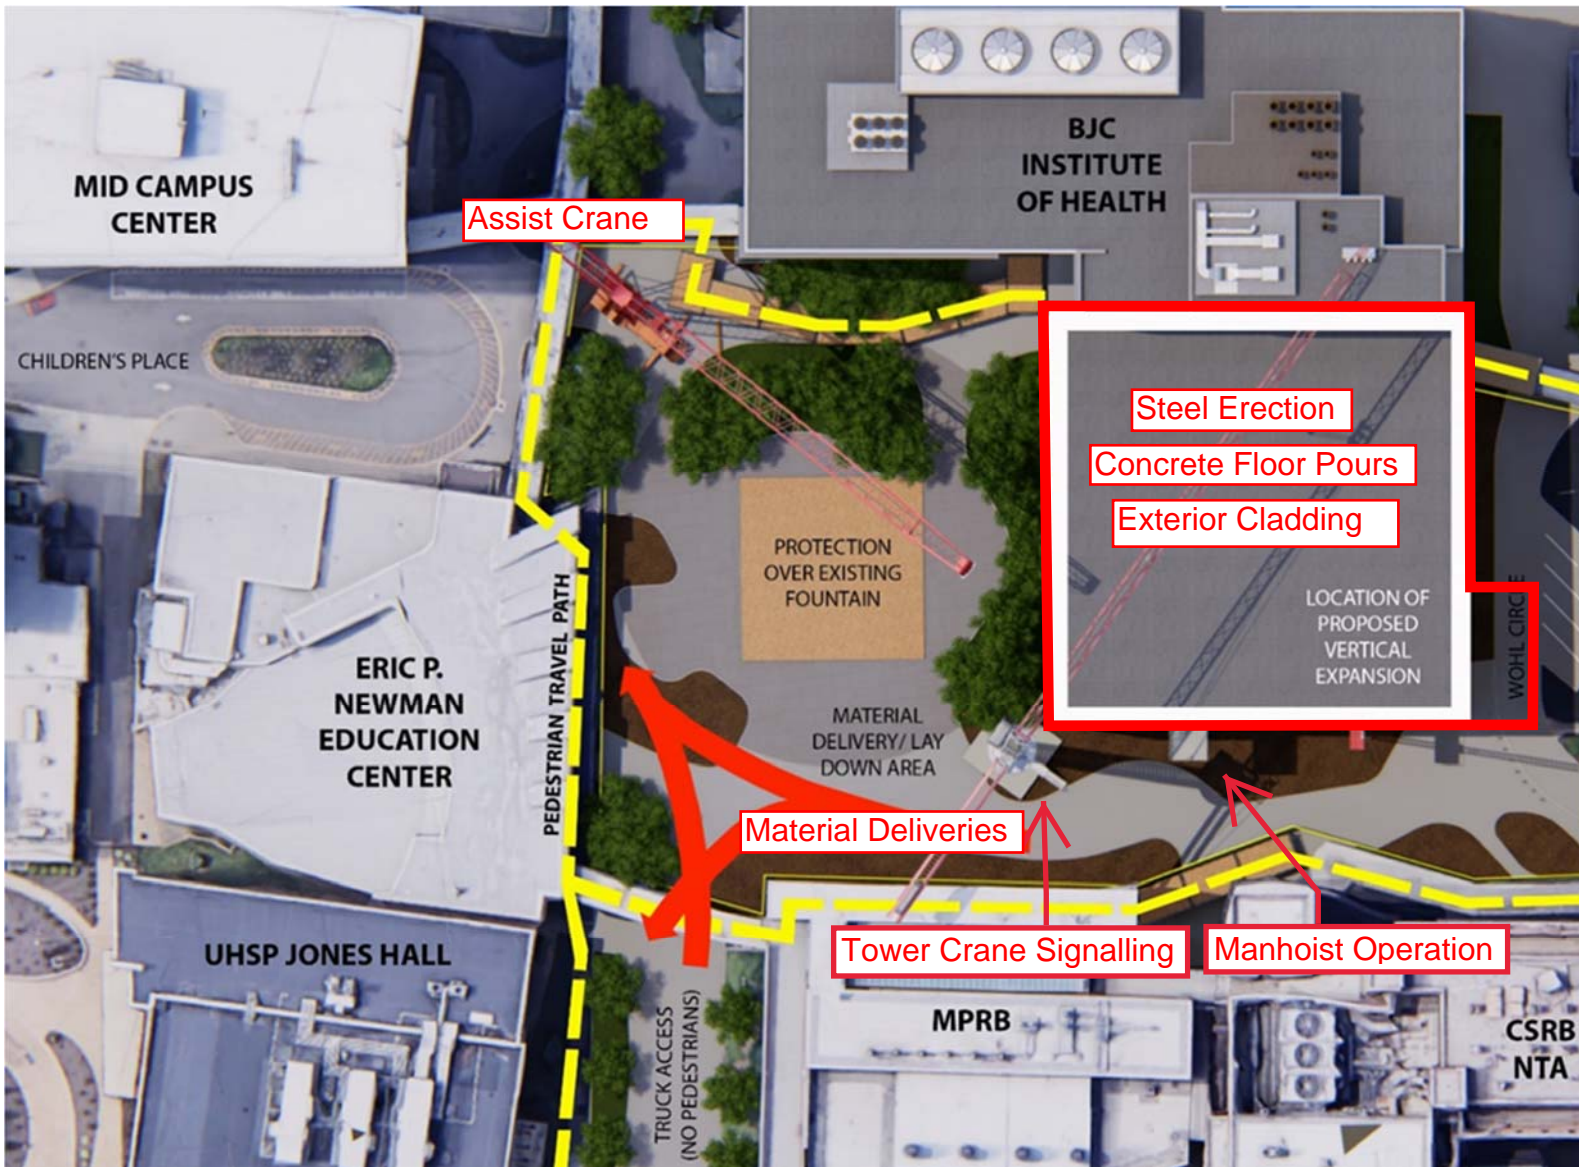 BJC
INSTITUTE
OF HEALTH
MID CAMPUS
CENTER
Assist Crane
CHILDREN'S PLACE
Steel Erection
Concrete Floor Pours
Exterior Cladding
PROTECTION
OVER EXISTING
FOUNTAIN
LOCATION OF
PROPOSED
VERTICAL
EXPANSION
WOHL CIRCLE
PEDESTRIAN TRAVEL PATH
ERIC P.
NEWMAN
EDUCATION
CENTER
MATERIAL
DELIVERY/ LAY
DOWN AREA
Material Deliveries
UHSP JONES HALL
Tower Crane Signalling
Manhoist Operation
TRUCK ACCESS
(NO PEDESTRIANS)
MPRB
CSRB
NTA